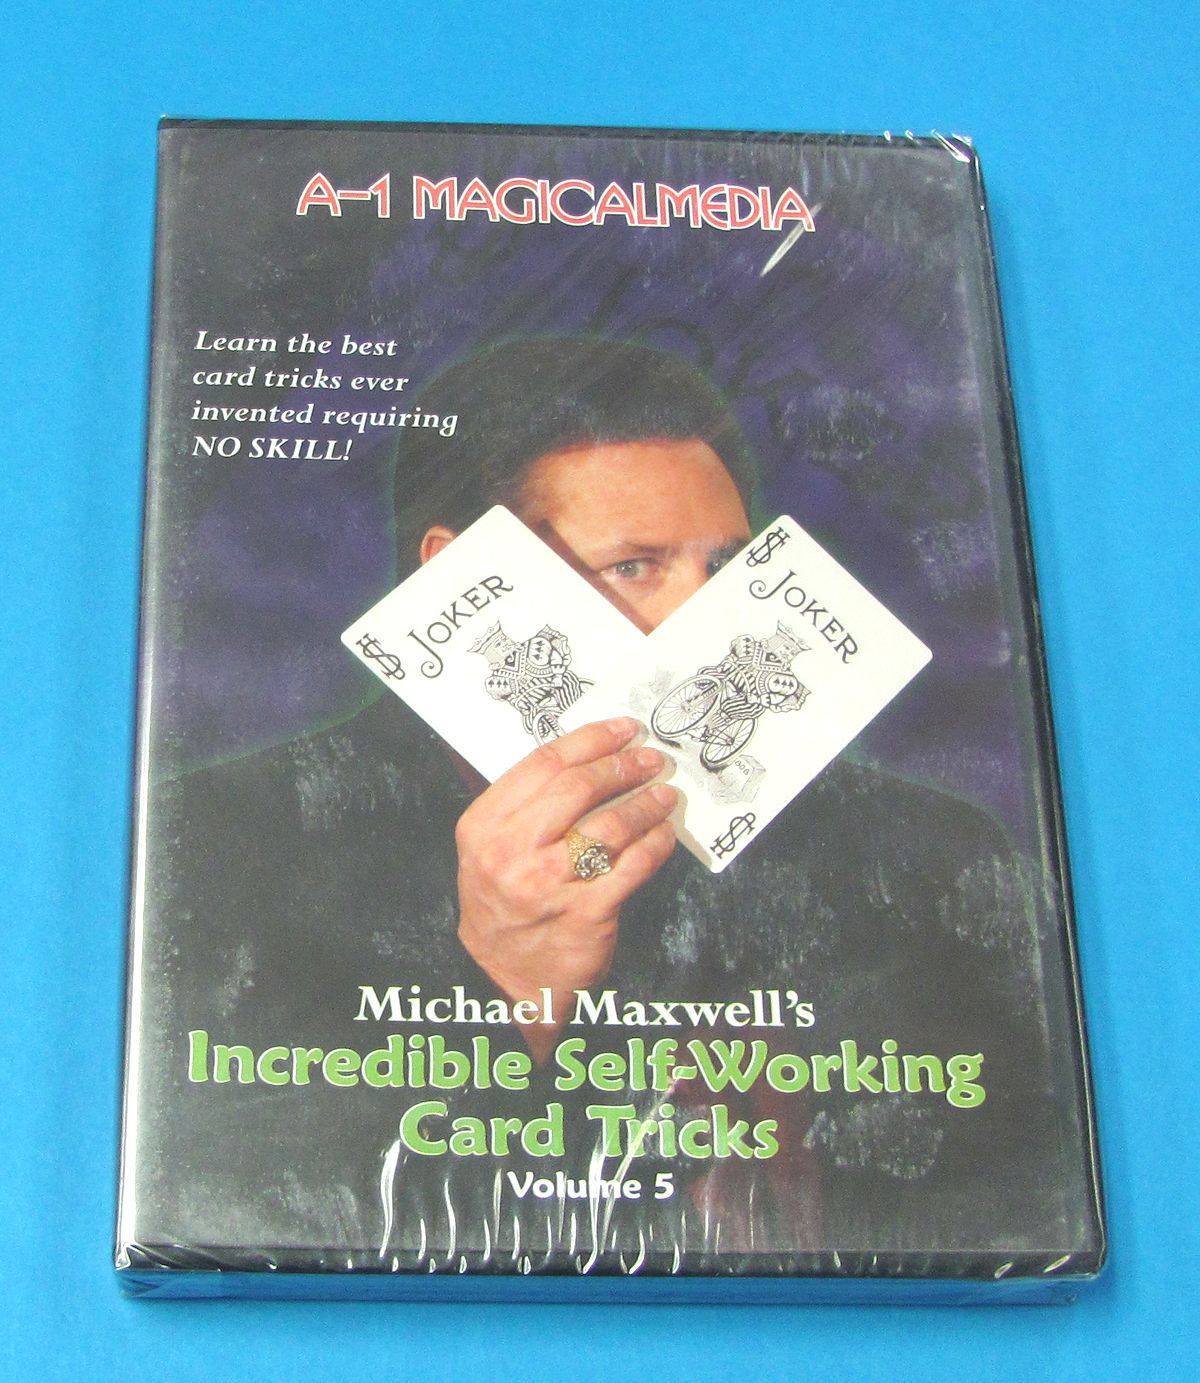 A-1 MAGICALMEDIA
Learn the best
card tricks ever
invented requiring
NO SKILL!
JOKER
JOKER
808
Michael Maxwell's
Incredible Self-Working
Card Tricks
Volume 5